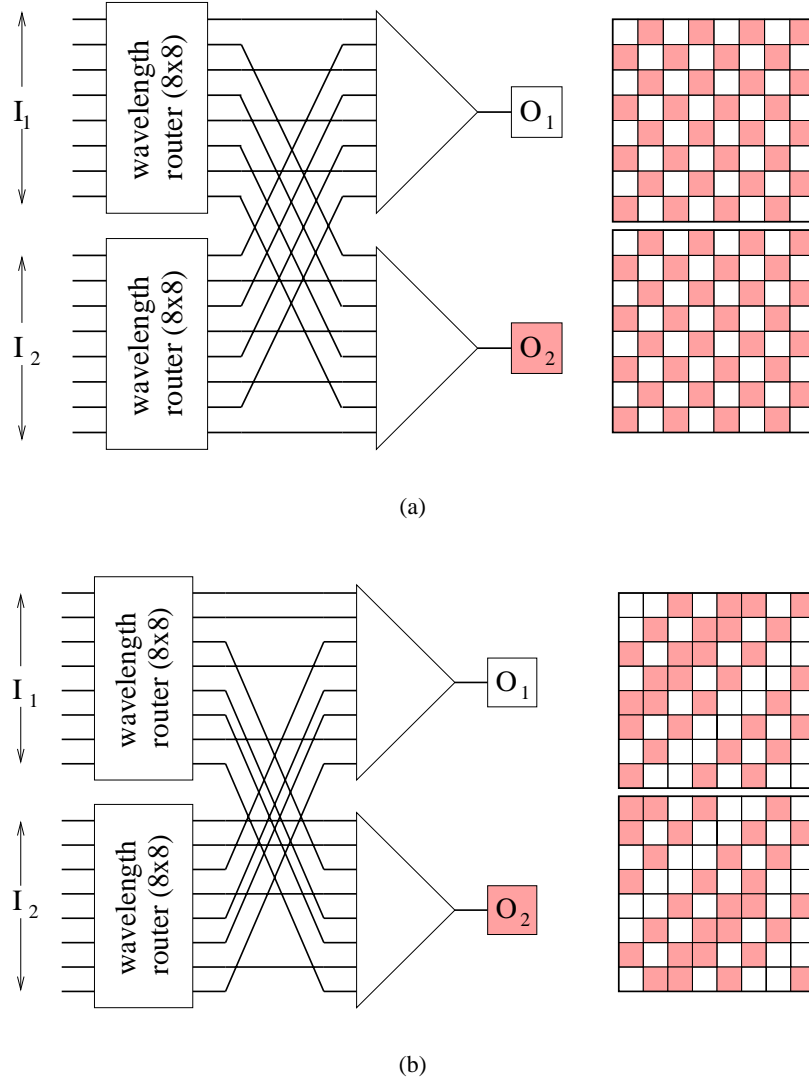 I1
wavelength
router (8x8)
O1
I2
wavelength
router (8x8)
O2
(a)
I1
wavelength
router (8x8)
O1
I2
wavelength
router (8x8)
O2
(b)